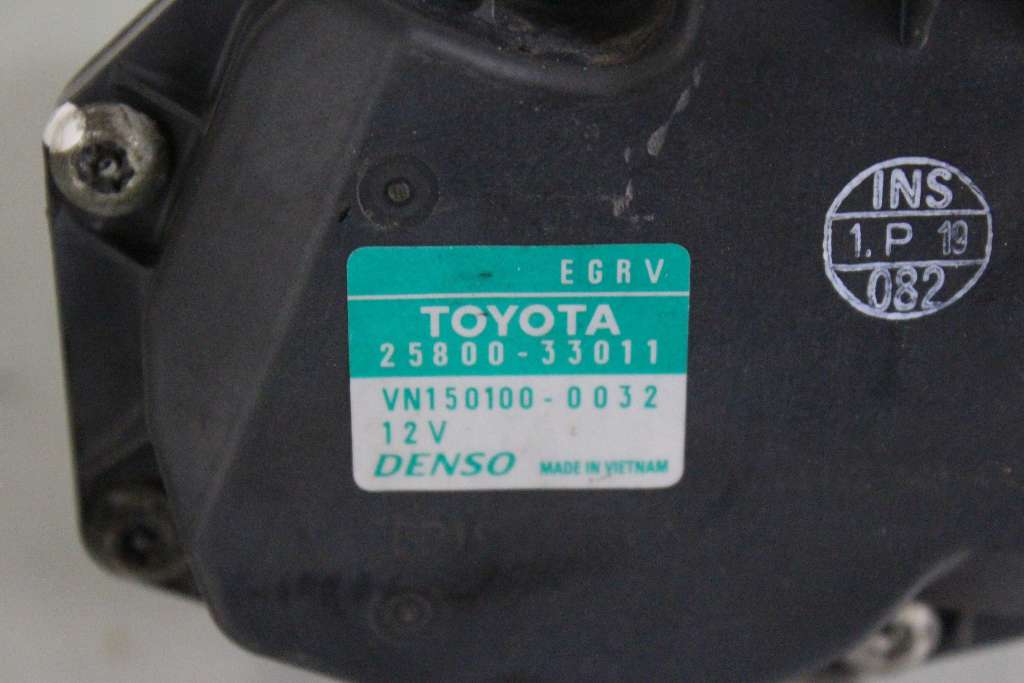 EGRV
TOYOTA
25800-33011
VN150100-0032
12V
DENSO MADE IN VIETNAM
INS
1.P 19
082